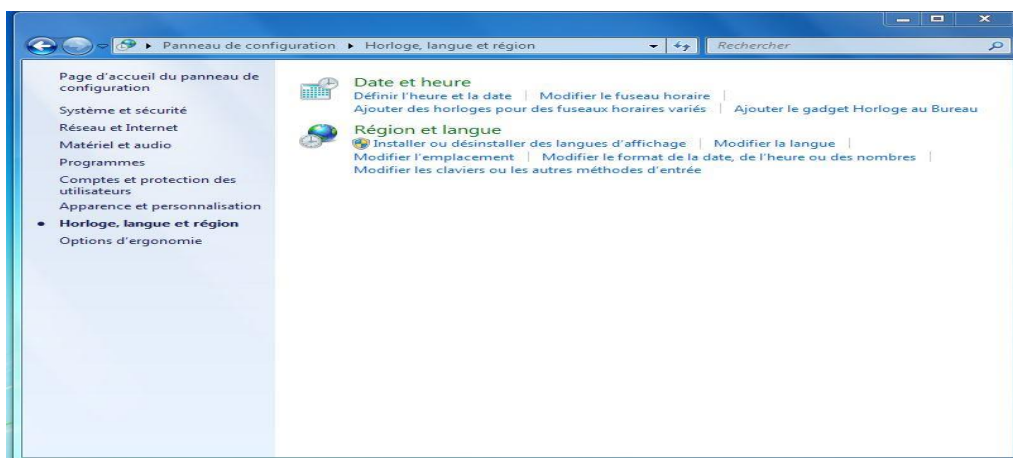 Panneau de configuration Horloge, langue et région Rechercher
Page d'accueil du panneau de
configuration
Système et sécurité
Réseau et Internet
Matériel et audio
Programmes
Comptes et protection des
utilisateurs
Apparence et personnalisation
Horloge, langue et région
Options d'ergonomie
Date et heure
Définir l'heure et la date | Modifier le fuseau horaire |
Ajouter des horloges pour des fuseaux horaires variés | Ajouter le gadget Horloge au Bureau
Région et langue
Installer ou désinstaller des langues d'affichage | Modifier la langue |
Modifier l'emplacement | Modifier le format de la date, de l'heure ou des nombres |
Modifier les claviers ou les autres méthodes d'entrée